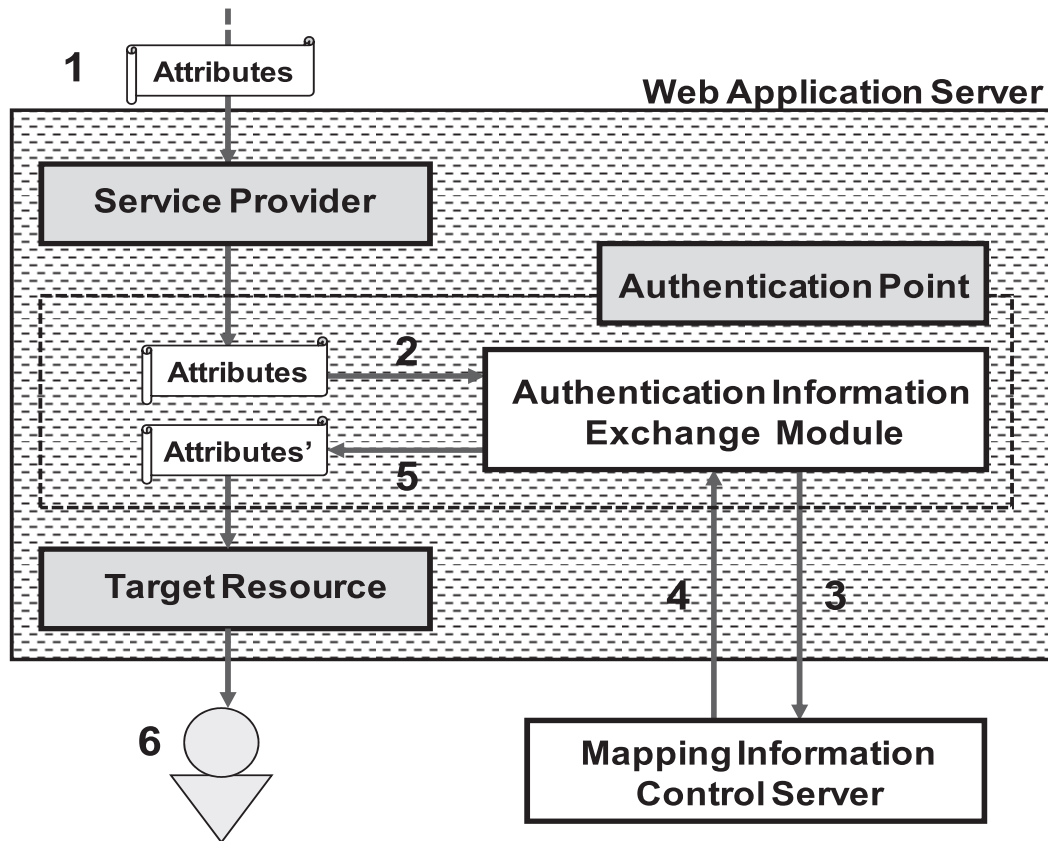 1
Attributes
Web Application Server
Service Provider
Authentication Point
2
Attributes
Authentication Information
Exchange Module
Attributes’
5
Target Resource
4
3
6
Mapping Information
Control Server